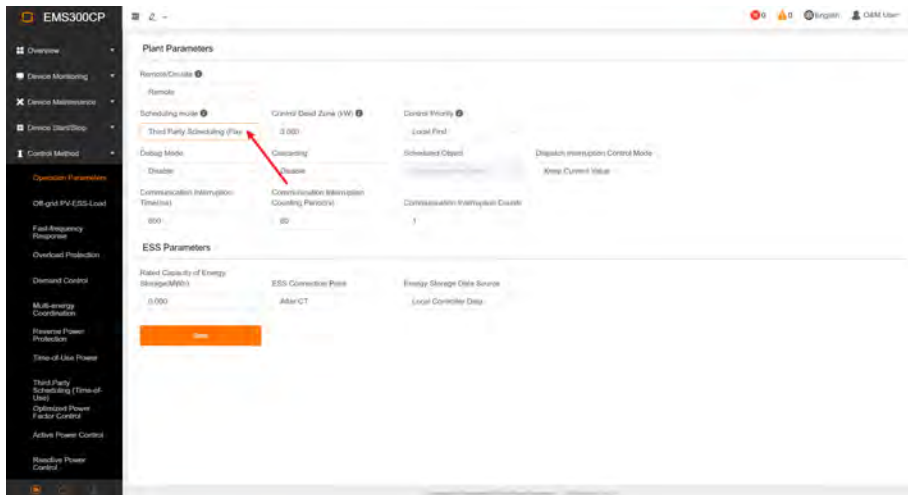 EMS300CP
0
0
English
O&M User
Overview
Device Monitoring
Device Maintenance
Device Start/Stop
Control Method
Operation Parameters
Off-grid PV-ESS-Load
Fast-frequency
Response
Overload Protection
Demand Control
Multi-energy
Coordination
Reverse Power
Protection
Time-of-Use Power
Third Party
Scheduling (Time-of-
Use)
Optimized Power
Factor Control
Active Power Control
Reactive Power
Control
Plant Parameters
Remote/On-site
Remote
Scheduling mode
Control Dead Zone (kW)
Control Priority
Third Party Scheduling (Pow
3.000
Local First
Debug Mode
Cascading
Scheduled Object
Dispatch Interruption Control Mode
Disable
Disable
Keep Current Value
Communication Interruption
Time(ms)
Communication Interruption
Counting Period(s)
Communication Interruption Counts
60
1
ESS Parameters
Rated Capacity of Energy
Storage(MWh)
ESS Connection Point
Energy Storage Data Source
0.000
After CT
Local Controller Data
Save